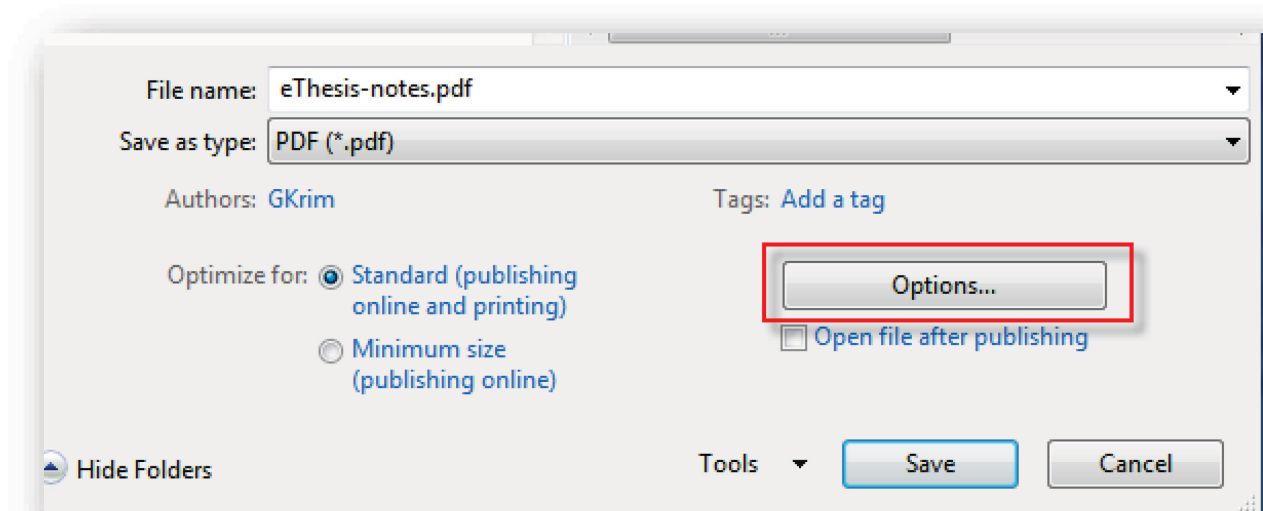 File name: eThesis-notes.pdf
Save as type: PDF (*.pdf)
Authors: GKrim Tags: Add a tag
Optimize for: Standard (publishing
online and printing)
Options...
Open file after publishing
Minimum size
(publishing online)
Hide Folders Tools Save Cancel